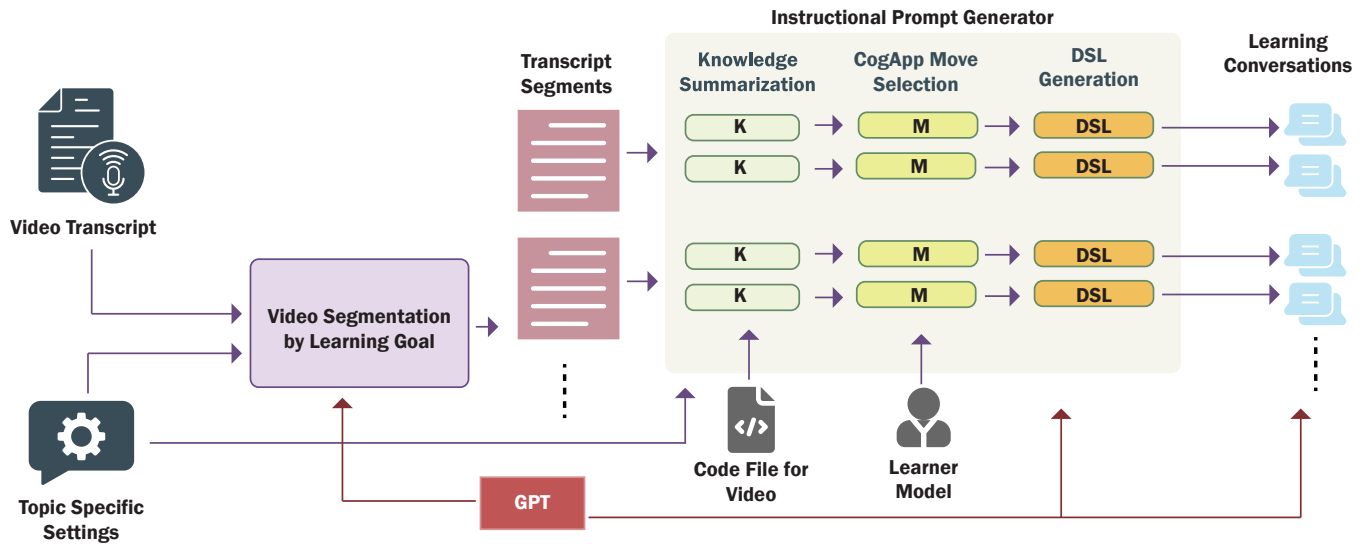 Instructional Prompt Generator
Transcript
Segments
Knowledge
Summarization
CogApp Move
Selection
DSL
Generation
Learning
Conversations
K
M
DSL
K
M
DSL
Video Transcript
K
M
DSL
K
M
DSL
Video Segmentation
by Learning Goal
</>
Code File for
Video
Learner
Model
GPT
Topic Specific
Settings